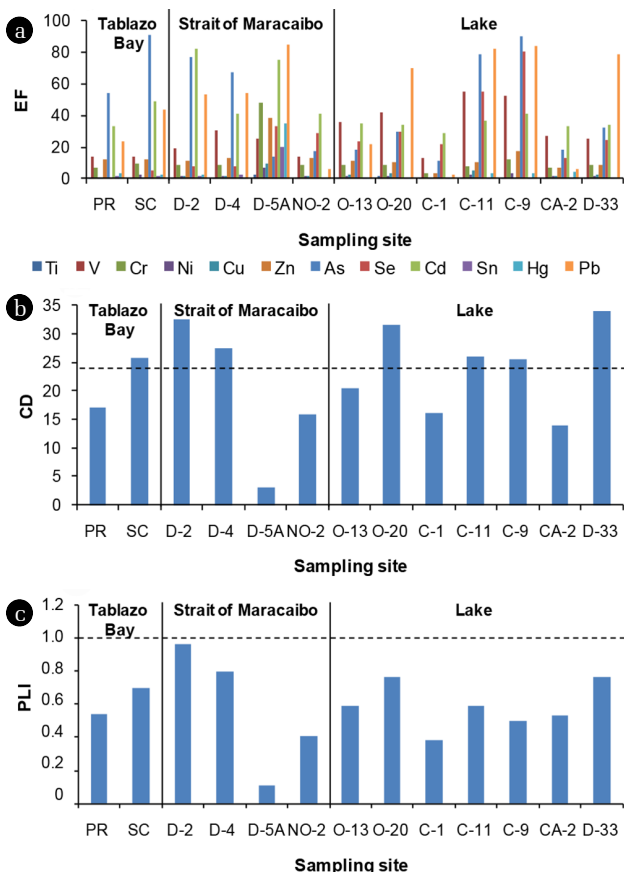 a
Tablazo Bay
Strait of Maracaibo
Lake
EF
100
80
60
40
20
0
PR SC D-2 D-4 D-5A NO-2 O-13 O-20 C-1 C-11 C-9 CA-2 D-33
Sampling site
Ti V Cr Ni Cu Zn As Se Cd Sn Hg Pb
b
Tablazo Bay
Strait of Maracaibo
Lake
CD
35
30
25
20
15
10
5
0
PR SC D-2 D-4 D-5A NO-2 O-13 O-20 C-1 C-11 C-9 CA-2 D-33
Sampling site
c
Tablazo Bay
Strait of Maracaibo
Lake
PLI
1.2
1.0
0.8
0.6
0.4
0.2
0
PR SC D-2 D-4 D-5A NO-2 O-13 O-20 C-1 C-11 C-9 CA-2 D-33
Sampling site